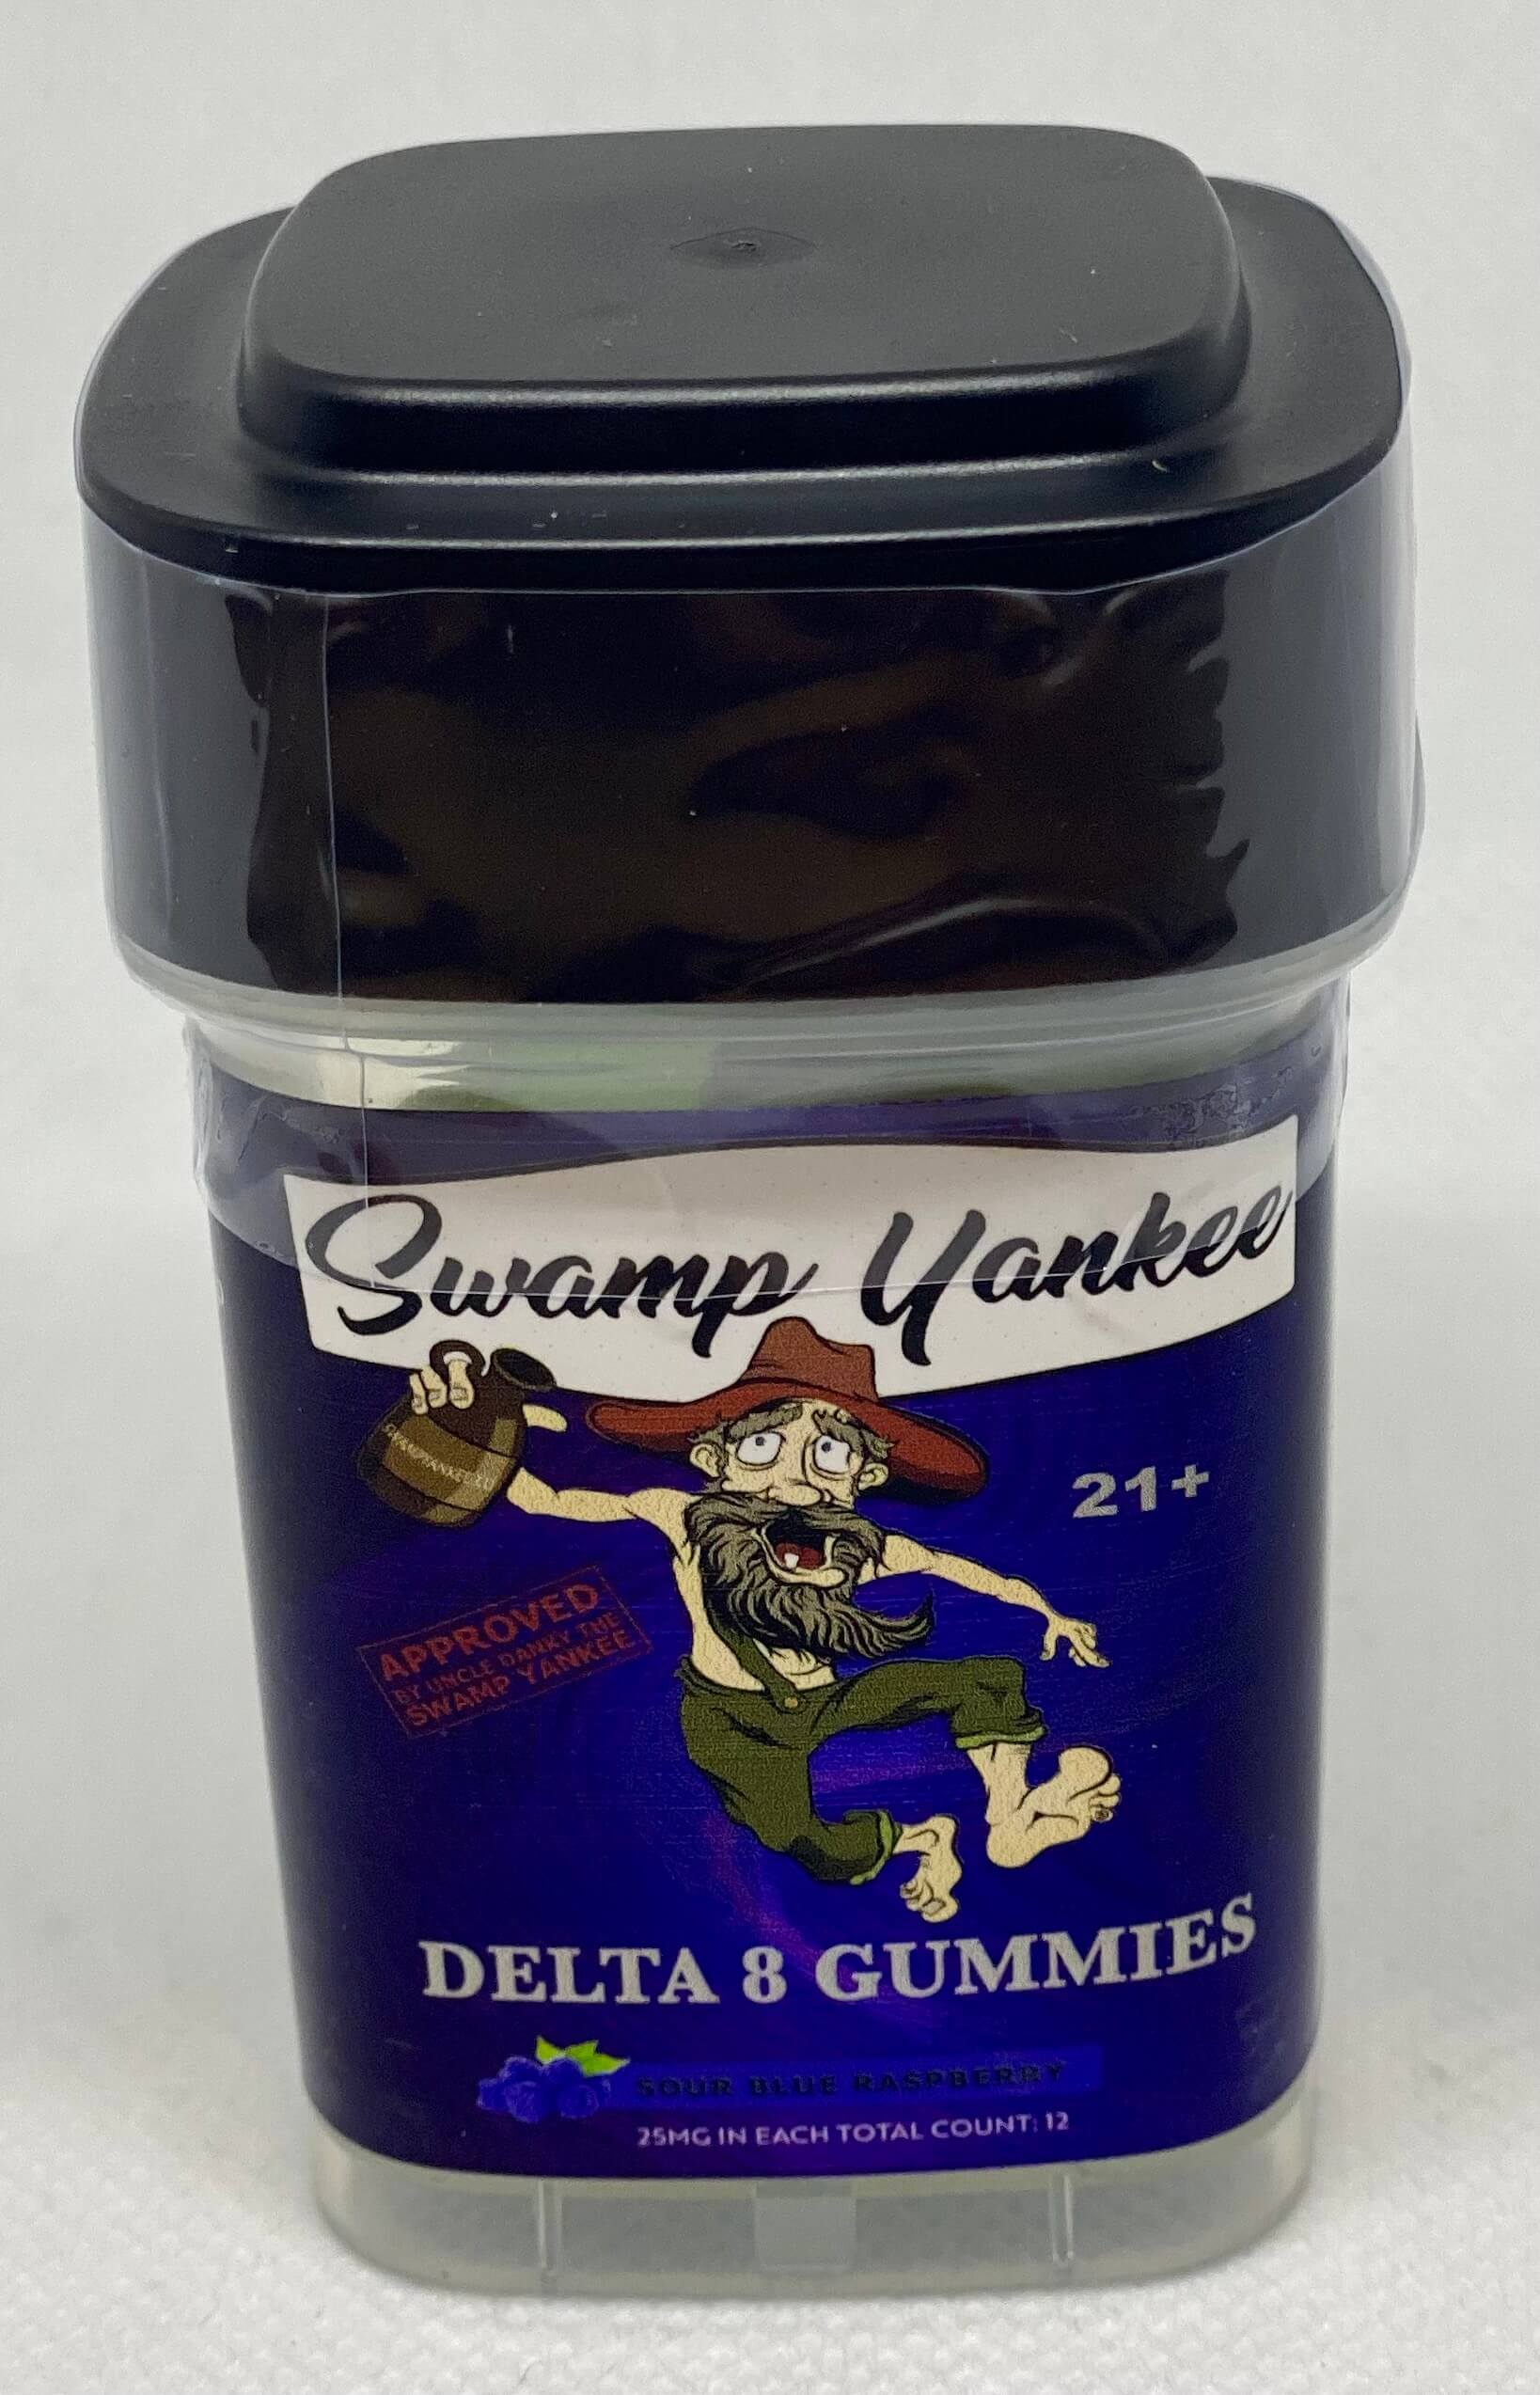 Swamp Yankee
21+
APPROVED
BY UNCLE DANKY THE
SWAMP YANKEE
DELTA 8 GUMMIES
SOUR BLUE RASPBERRY
25MG IN EACH TOTAL COUNT: 12